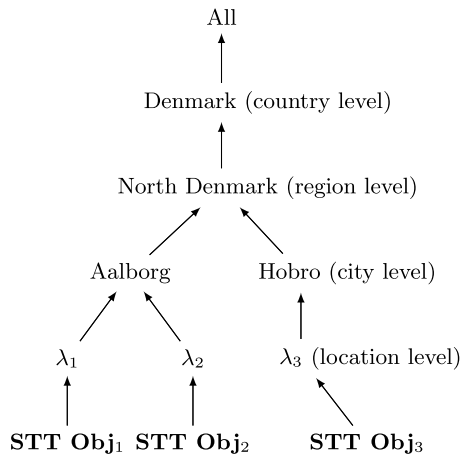 All
Denmark (country level)
North Denmark (region level)
Aalborg Hobro (city level)
λ₁ λ₂ λ₃ (location level)
STT Obj₁ STT Obj₂ STT Obj₃